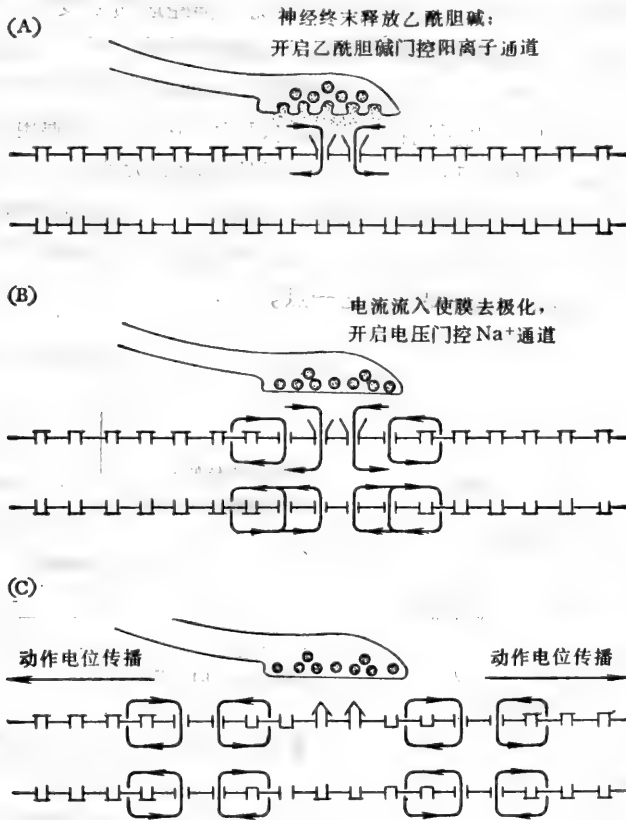 (A)
神经终末释放乙酰胆碱；
开启乙酰胆碱门控阳离子通道
(B)
电流流入使膜去极化，
开启电压门控Na⁺通道
(C)
动作电位传播
动作电位传播